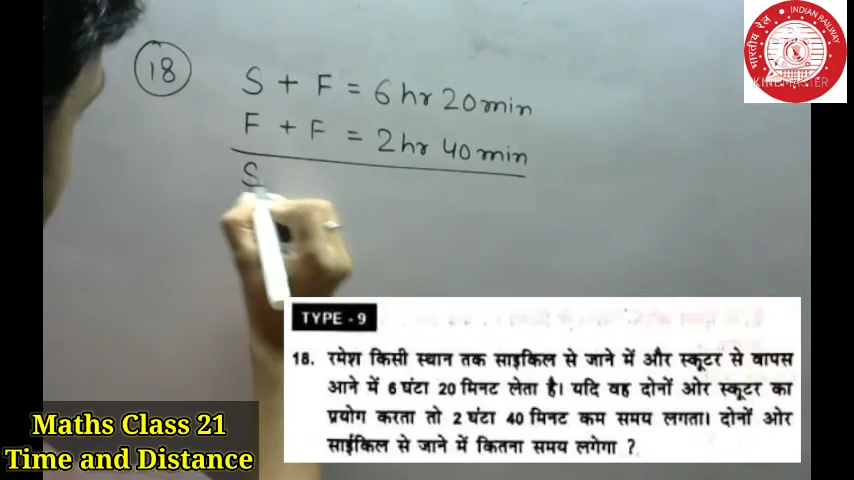 18
S + F = 6 hr 20 min
F + F = 2 hr 40 min
S
भारतीय रेल INDIAN RAILWAY
KINEMASTER
TYPE - 9
18. रमेश किसी स्थान तक साइकिल से जाने में और स्कूटर से वापस
आने में 6 घंटा 20 मिनट लेता है। यदि वह दोनों ओर स्कूटर का
प्रयोग करता तो 2 घंटा 40 मिनट कम समय लगता। दोनों ओर
साईकिल से जाने में कितना समय लगेगा ?
Maths Class 21
Time and Distance